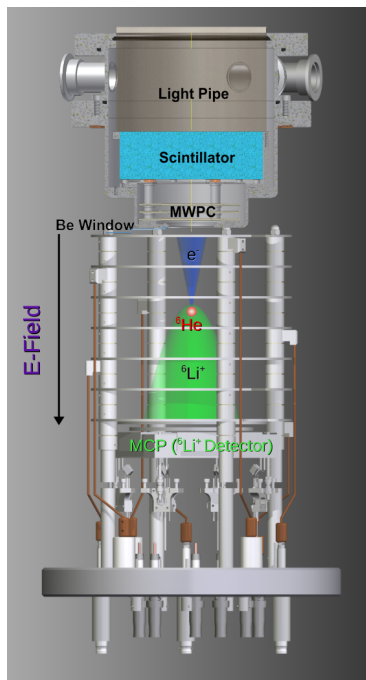 Light Pipe
Scintillator
MWPC
Be Window
e⁻
E-Field
⁶He
⁶Li⁺
MCP (⁶Li⁺ Detector)